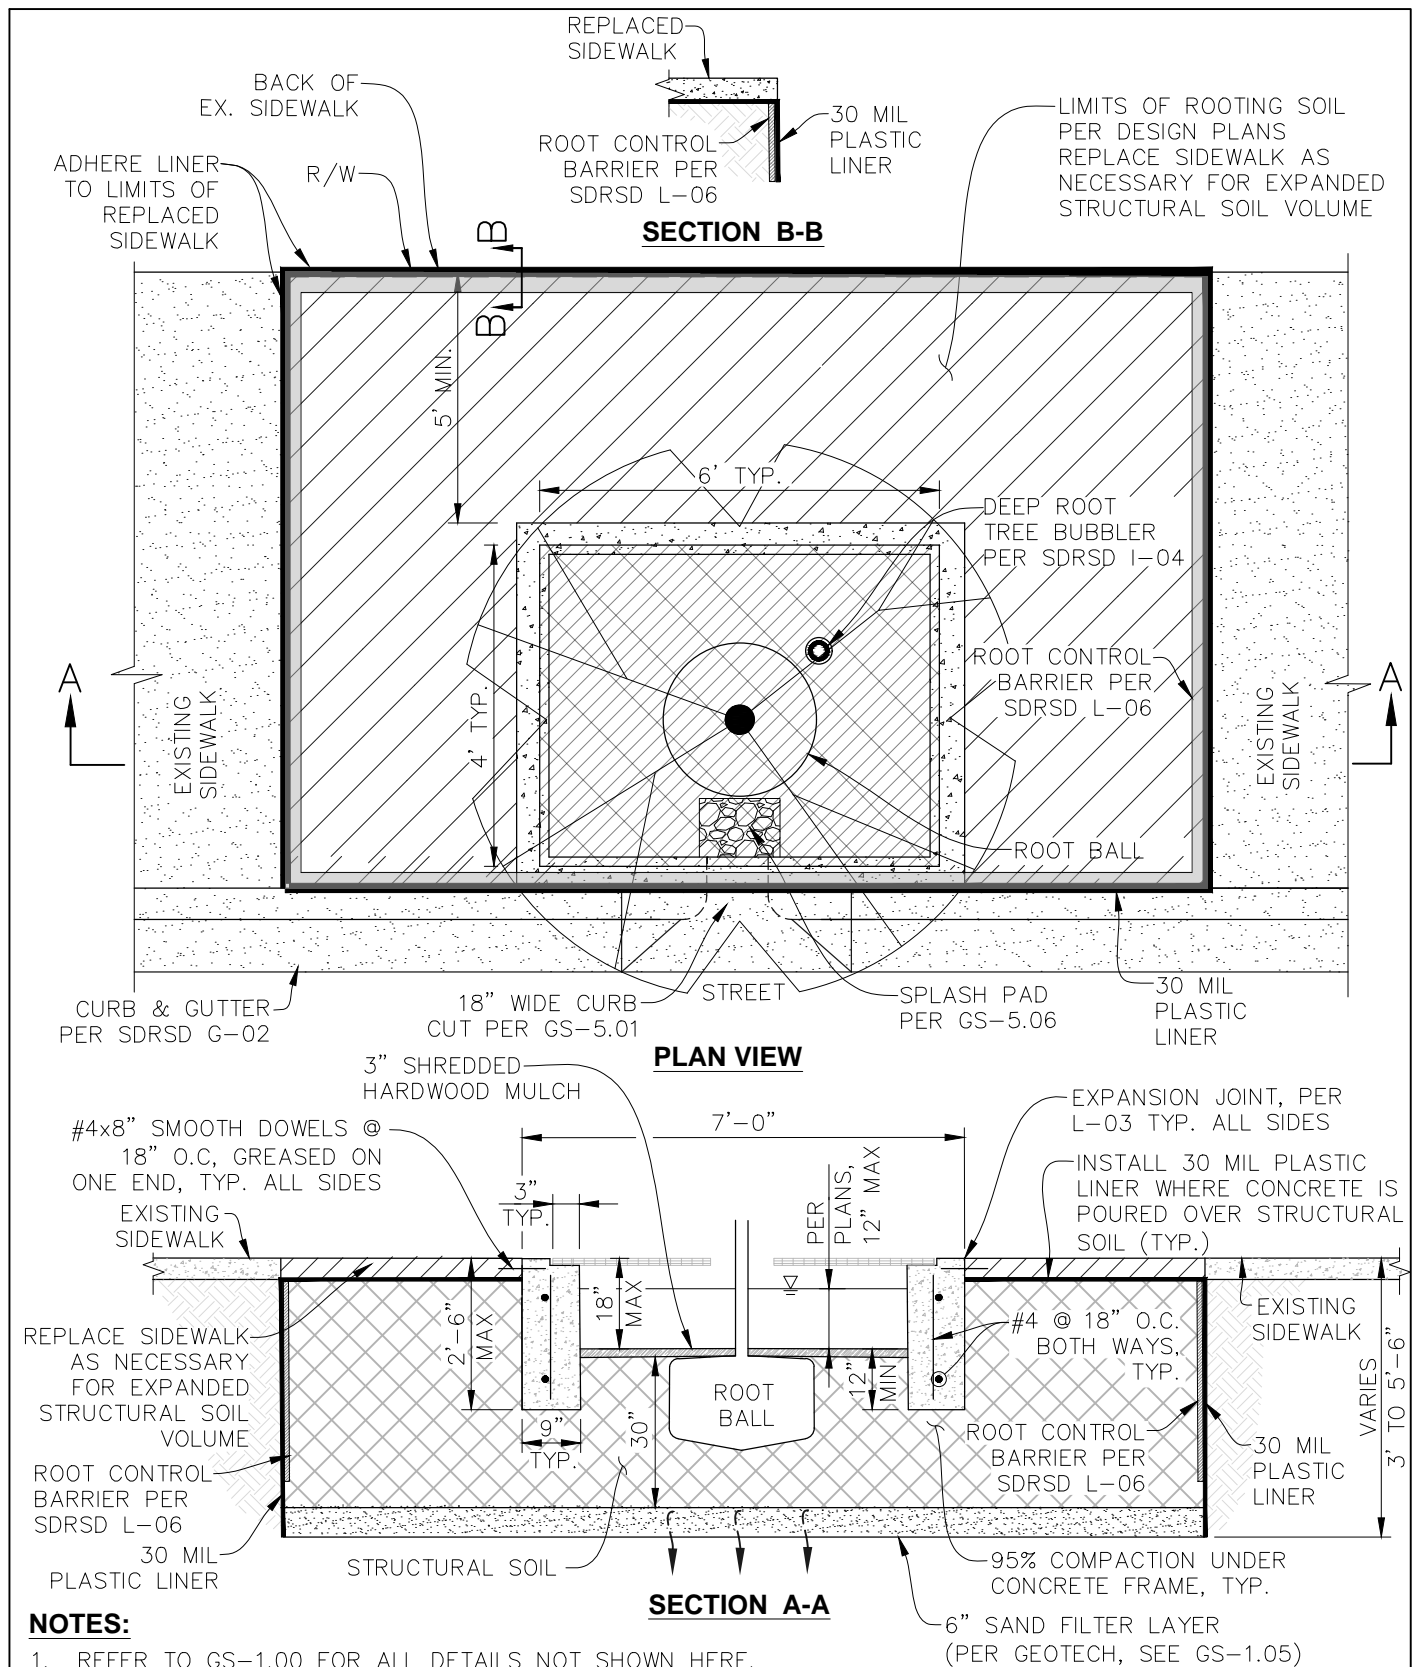 REPLACED
SIDEWALK
BACK OF
EX. SIDEWALK
30 MIL
PLASTIC
LINER
ROOT CONTROL
BARRIER PER
SDRSD L-06
LIMITS OF ROOTING SOIL
PER DESIGN PLANS
REPLACE SIDEWALK AS
NECESSARY FOR EXPANDED
STRUCTURAL SOIL VOLUME
ADHERE LINER
TO LIMITS OF
REPLACED
SIDEWALK
R/W
SECTION B-B
B
B
5' MIN.
6' TYP.
DEEP ROOT
TREE BUBBLER
PER SDRSD I-04
ROOT CONTROL
BARRIER PER
SDRSD L-06
A
A
4' TYP.
EXISTING
SIDEWALK
EXISTING
SIDEWALK
ROOT BALL
CURB & GUTTER
PER SDRSD G-02
18" WIDE CURB
CUT PER GS-5.01
STREET
SPLASH PAD
PER GS-5.06
30 MIL
PLASTIC
LINER
PLAN VIEW
3" SHREDDED
HARDWOOD MULCH
7'-0"
EXPANSION JOINT, PER
L-03 TYP. ALL SIDES
#4x8" SMOOTH DOWELS @
18" O.C, GREASED ON
ONE END, TYP. ALL SIDES
3"
TYP.
PER
PLANS,
12" MAX
INSTALL 30 MIL PLASTIC
LINER WHERE CONCRETE IS
POURED OVER STRUCTURAL
SOIL (TYP.)
EXISTING
SIDEWALK
2'-6"
MAX
18"
MAX
#4 @ 18" O.C.
BOTH WAYS,
TYP.
EXISTING
SIDEWALK
VARIES
3' TO 5'-6"
REPLACE SIDEWALK
AS NECESSARY
FOR EXPANDED
STRUCTURAL SOIL
VOLUME
ROOT
BALL
12"
MIN
9"
TYP.
30"
ROOT CONTROL
BARRIER PER
SDRSD L-06
30 MIL
PLASTIC
LINER
ROOT CONTROL
BARRIER PER
SDRSD L-06
30 MIL
PLASTIC LINER
STRUCTURAL SOIL
95% COMPACTION UNDER
CONCRETE FRAME, TYP.
SECTION A-A
6" SAND FILTER LAYER
(PER GEOTECH, SEE GS-1.05)
NOTES:
1. REFER TO GS-1.00 FOR ALL DETAILS NOT SHOWN HERE.